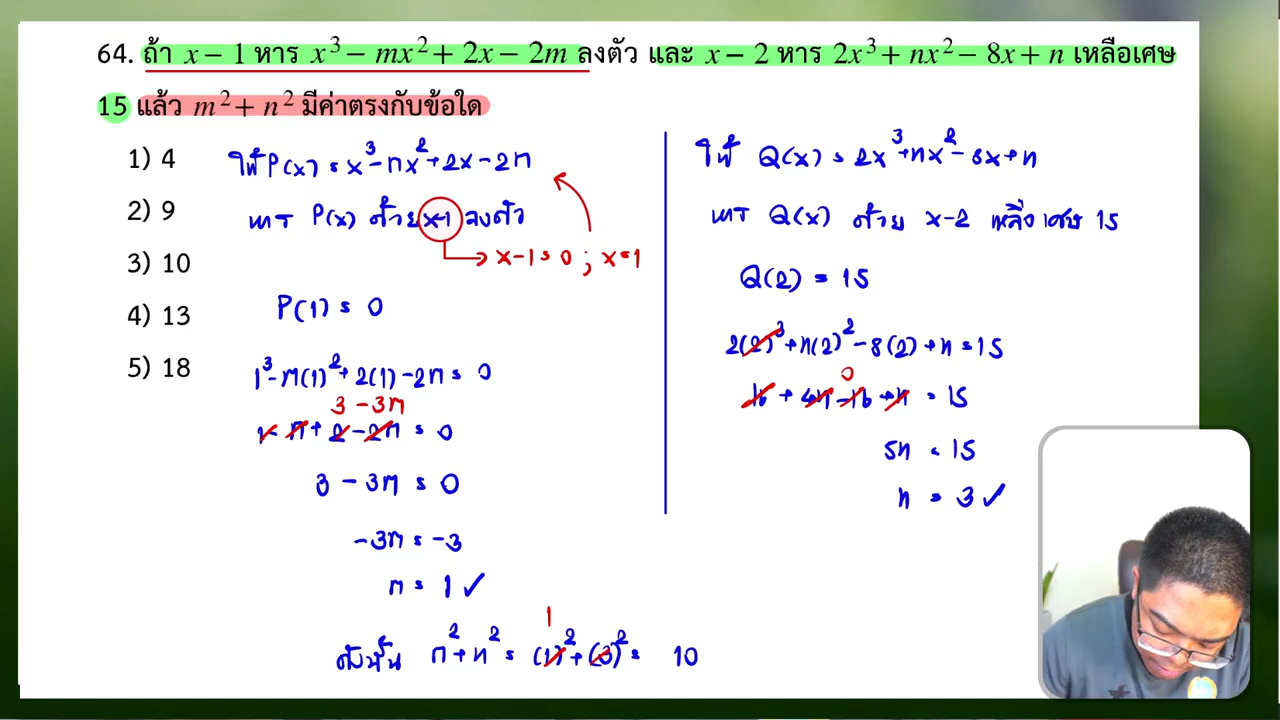 64. ถ้า x − 1 หาร x³ − mx² + 2x − 2m ลงตัว และ x − 2 หาร 2x³ + nx² − 8x + n เหลือเศษ
15 แล้ว m² + n² มีค่าตรงกับข้อใด
1) 4
2) 9
3) 10
4) 13
5) 18
ให้ P(x) = x³ − mx² + 2x − 2m
หาร P(x) ด้วย x−1 ลงตัว
x − 1 = 0 ; x = 1
P(1) = 0
1³ − m(1)² + 2(1) − 2m = 0
3 − 3m
1 − m + 2 − 2m = 0
3 − 3m = 0
−3m = −3
m = 1 ✓
1
ดังนั้น m² + n² = (1)² + (3)² = 10
ให้ Q(x) = 2x³ + nx² − 8x + n
หาร Q(x) ด้วย x − 2 เหลือเศษ 15
Q(2) = 15
2(2)³ + n(2)² − 8(2) + n = 15
0
16 + 4n − 16 + n = 15
5n = 15
n = 3 ✓